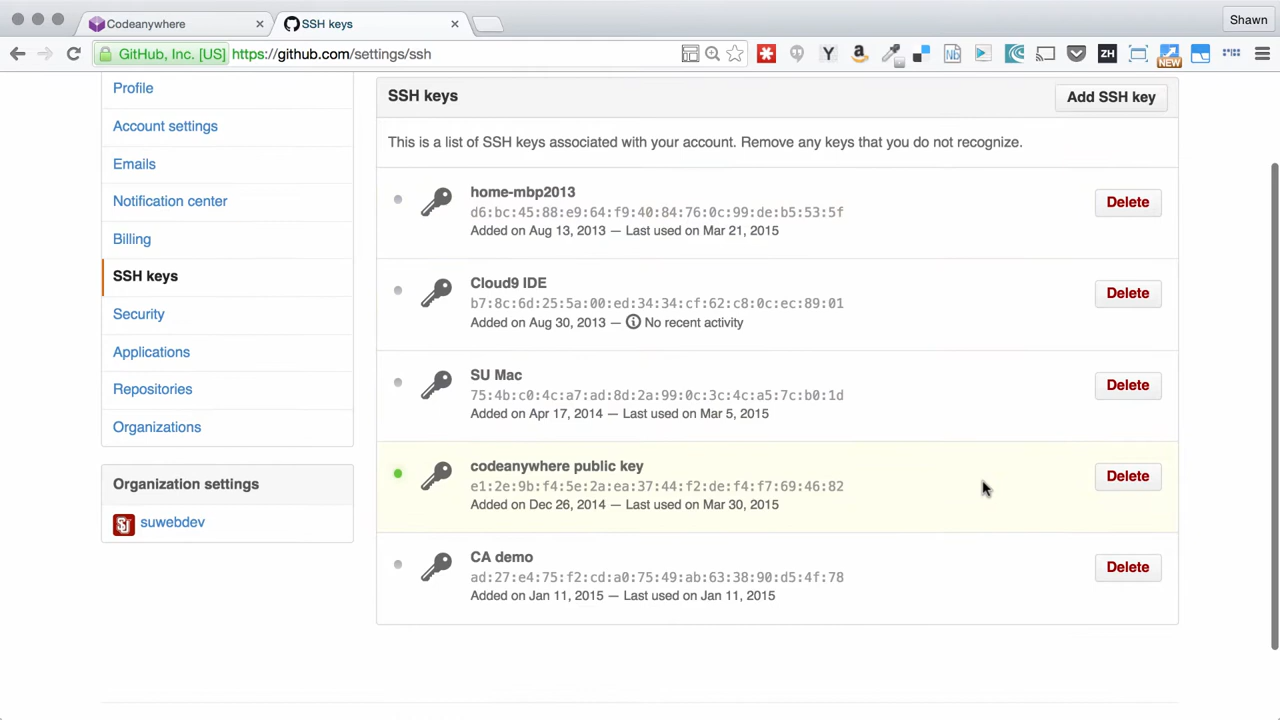 Codeanywhere
SSH keys
Shawn
GitHub, Inc. [US] https://github.com/settings/ssh
Y
a
Nb
ZH
NEW
Profile
Account settings
Emails
Notification center
Billing
SSH keys
Security
Applications
Repositories
Organizations
Organization settings
suwebdev
SSH keys
Add SSH key
This is a list of SSH keys associated with your account. Remove any keys that you do not recognize.
home-mbp2013
d6:bc:45:88:e9:64:f9:40:84:76:0c:99:de:b5:53:5f
Added on Aug 13, 2013 — Last used on Mar 21, 2015
Delete
Cloud9 IDE
b7:8c:6d:25:5a:00:ed:34:34:cf:62:c8:0c:ec:89:01
Added on Aug 30, 2013 — No recent activity
Delete
SU Mac
75:4b:c0:4c:a7:ad:8d:2a:99:0c:3c:4c:a5:7c:b0:1d
Added on Apr 17, 2014 — Last used on Mar 5, 2015
Delete
codeanywhere public key
e1:2e:9b:f4:5e:2a:ea:37:44:f2:de:f4:f7:69:46:82
Added on Dec 26, 2014 — Last used on Mar 30, 2015
Delete
CA demo
ad:27:e4:75:f2:cd:a0:75:49:ab:63:38:90:d5:4f:78
Added on Jan 11, 2015 — Last used on Jan 11, 2015
Delete